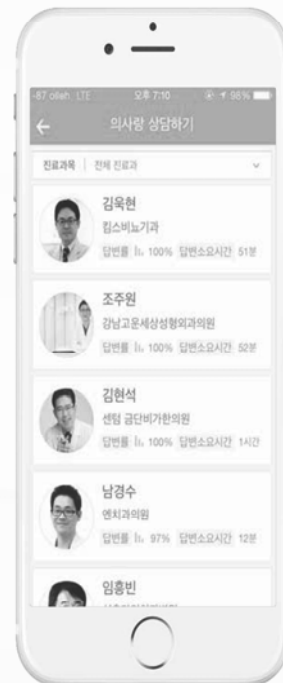 -87 olleh LTE 오후 7:10 98%
의사랑 상담하기
진료과목 전체 진료과
김욱현
킴스비뇨기과
답변률 100% 답변소요시간 51분
조주원
강남고운세상성형외과의원
답변률 100% 답변소요시간 52분
김현석
센텀 금단비가한의원
답변률 100% 답변소요시간 1시간
남경수
엔치과의원
답변률 97% 답변소요시간 12분
임흥빈